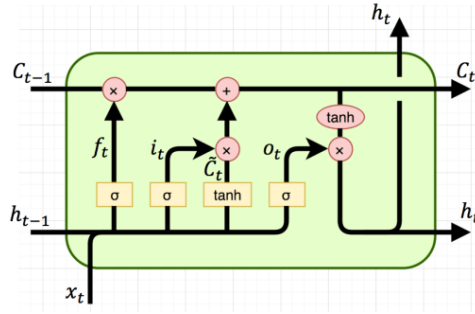 h_t
C_{t-1} × + C_t
tanh
f_t i_t × o_t ×
C̃_t
σ σ tanh σ
h_{t-1} h_t
x_t